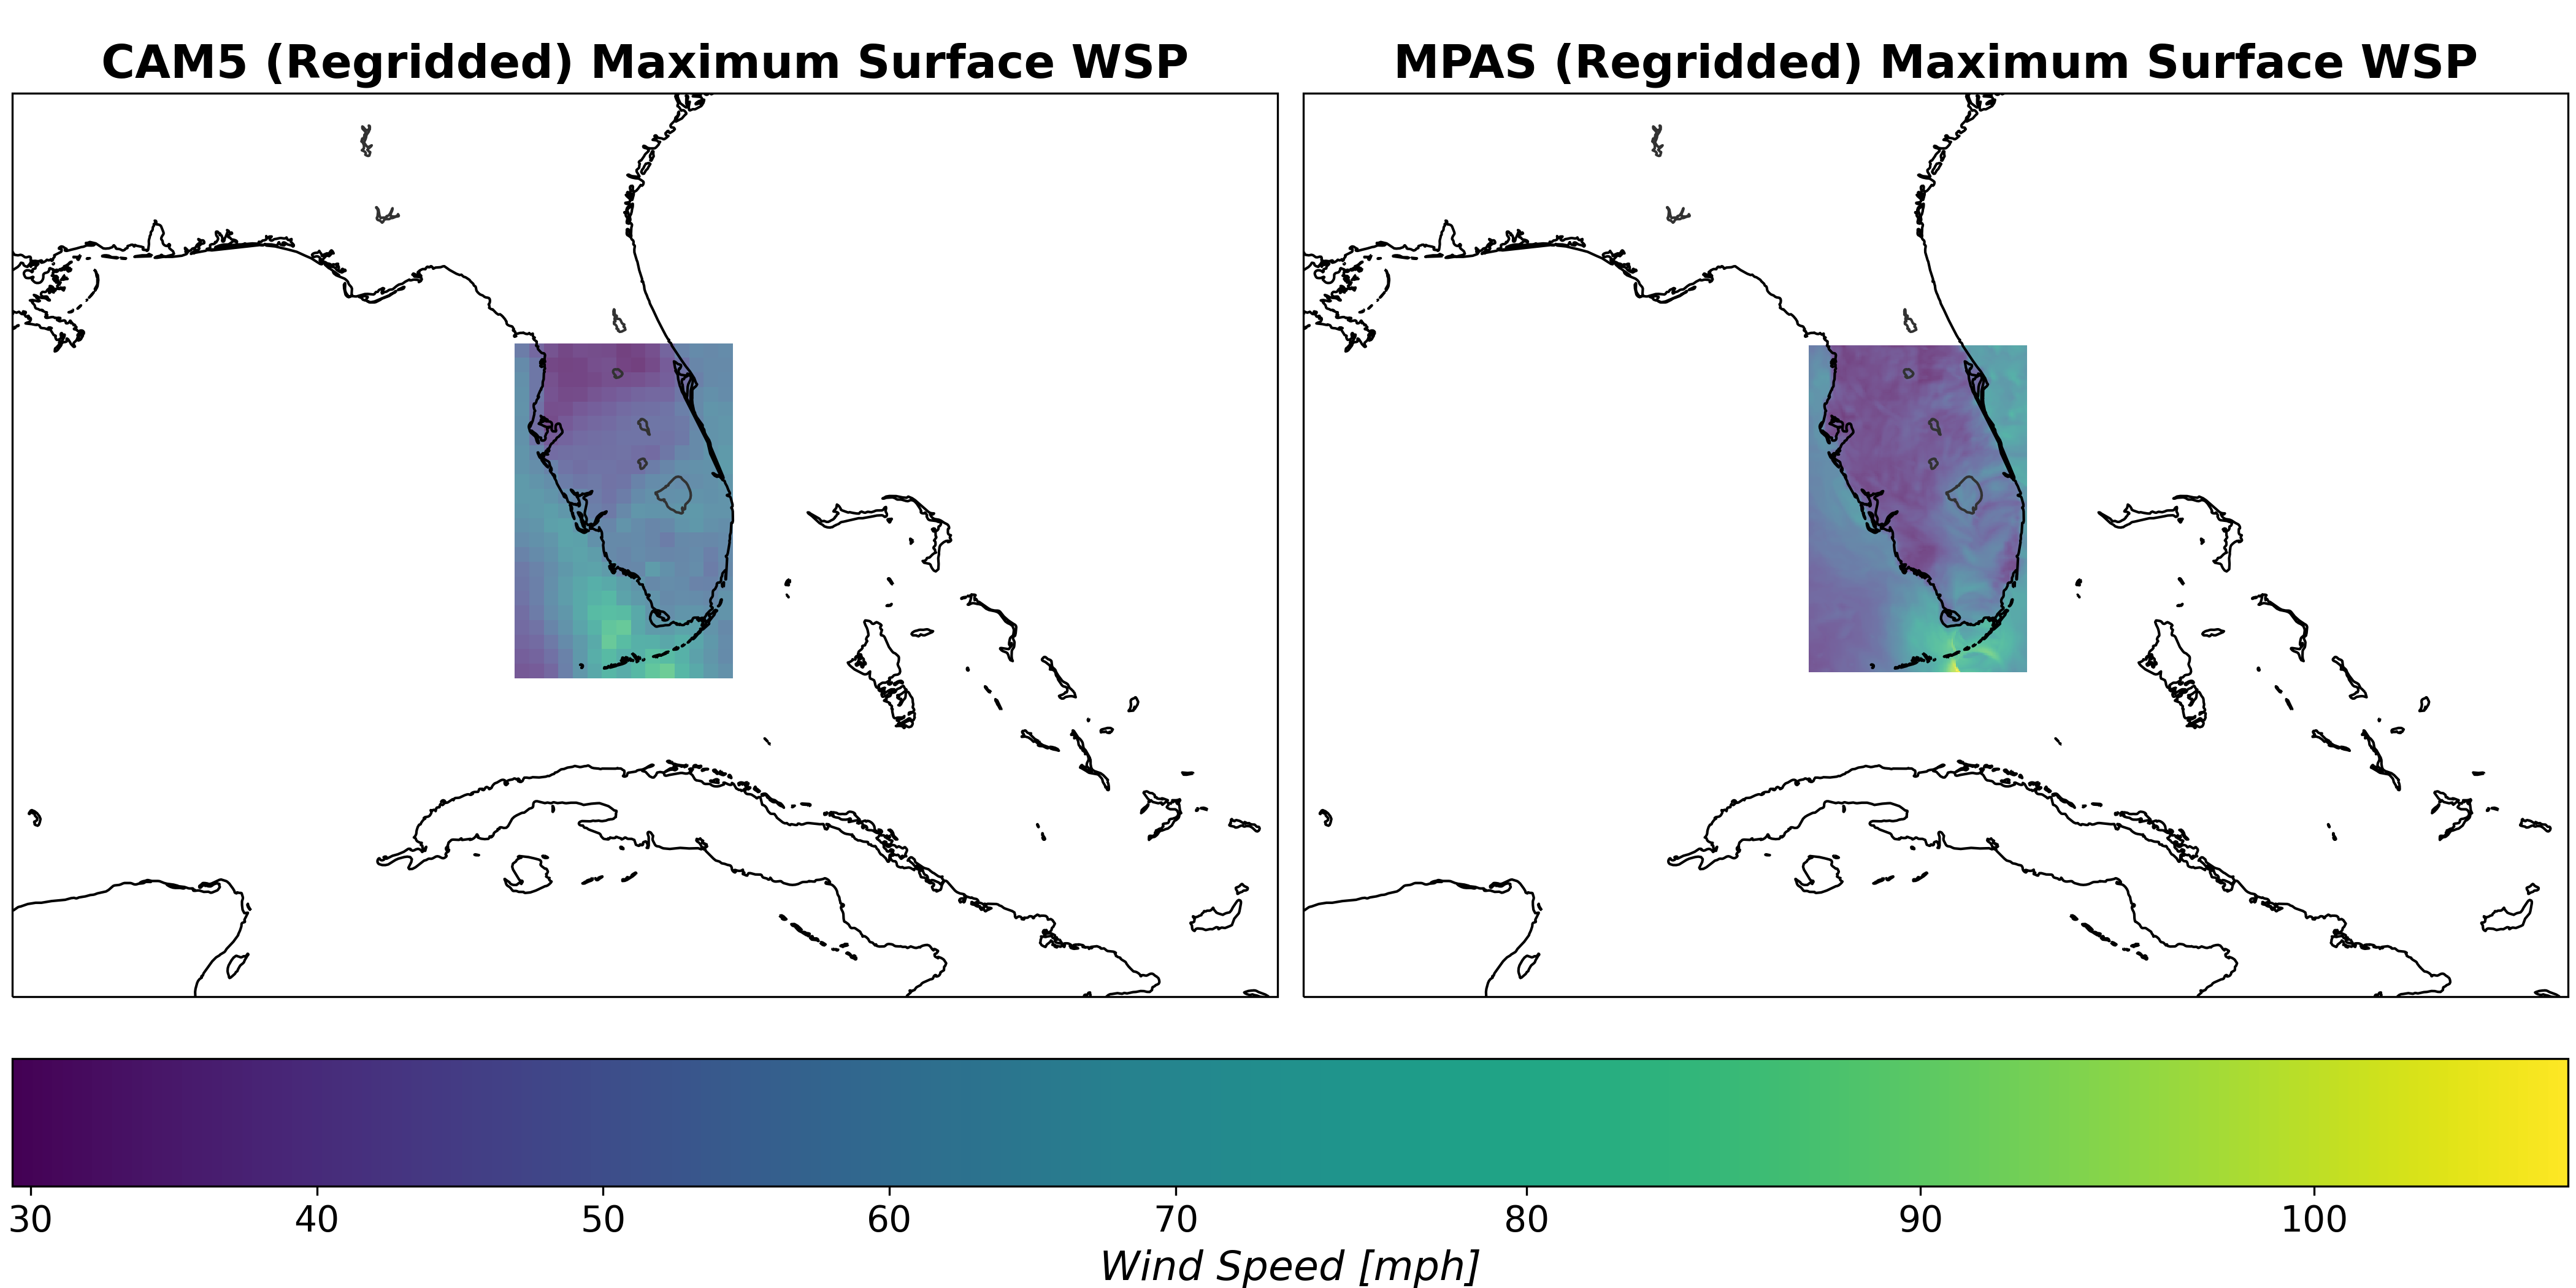 CAM5 (Regridded) Maximum Surface WSP
MPAS (Regridded) Maximum Surface WSP
30 40 50 60 70 80 90 100
Wind Speed [mph]